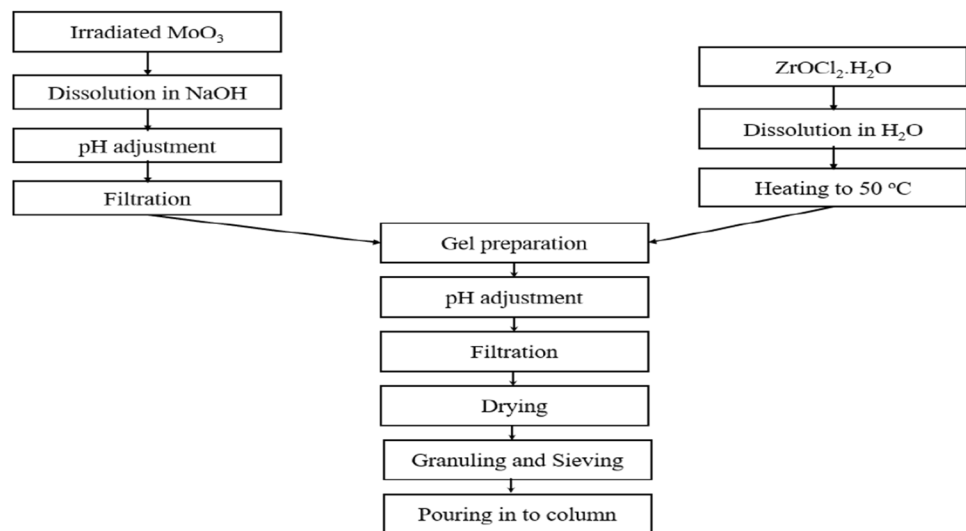 Irradiated MoO₃
Dissolution in NaOH
pH adjustment
Filtration
ZrOCl₂.H₂O
Dissolution in H₂O
Heating to 50 °C
Gel preparation
pH adjustment
Filtration
Drying
Granuling and Sieving
Pouring in to column